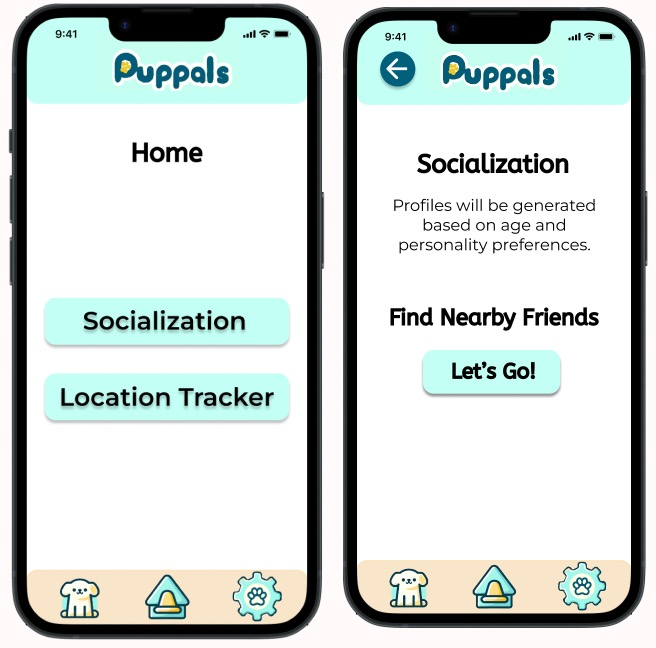 9:41
Puppals
Home
Socialization
Location Tracker
9:41
Puppals
Socialization
Profiles will be generated
based on age and
personality preferences.
Find Nearby Friends
Let's Go!